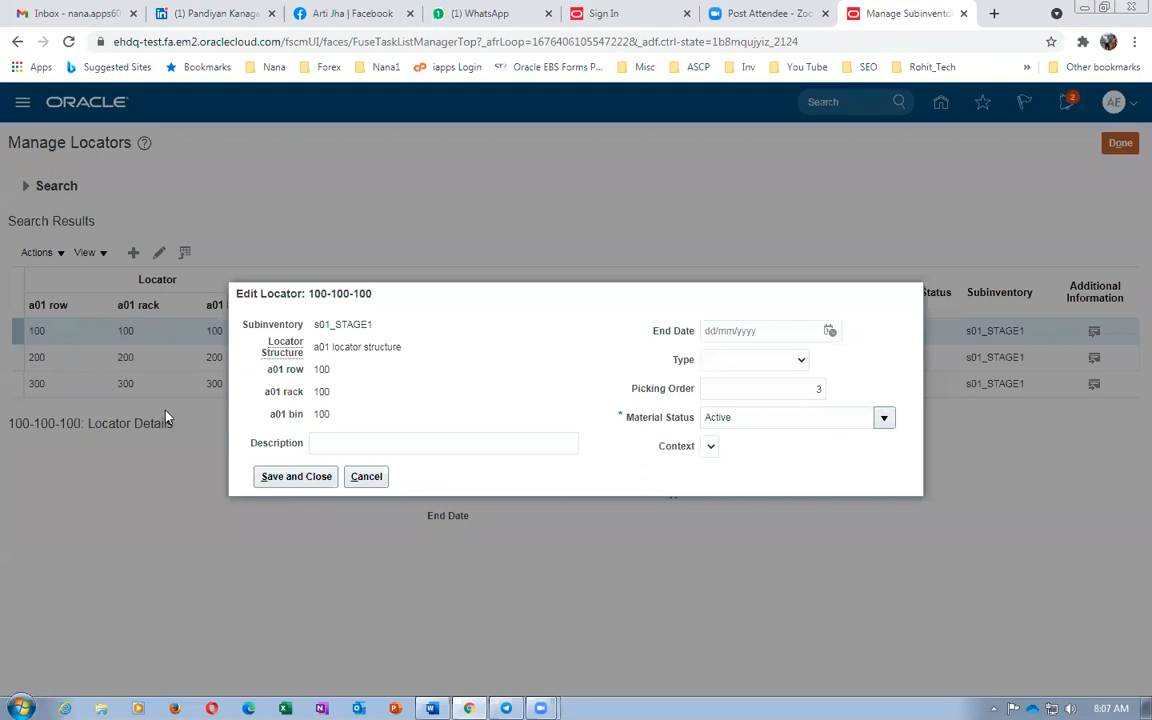 Inbox - nana.apps60
(1) Pandiyan Kanaga
Arti Jha | Facebook
(1) WhatsApp
Sign In
Post Attendee - Zoo
Manage Subinvento
ehdq-test.fa.em2.oraclecloud.com/fscmUI/faces/FuseTaskListManagerTop?_afrLoop=1676406105547222&_adf.ctrl-state=1b8mqujyiz_2124
Apps Suggested Sites Bookmarks Nana Forex Nana1 iapps Login Oracle EBS Forms P... Misc ASCP Inv You Tube SEO Rohit_Tech » Other bookmarks
ORACLE Search 2 AE
Manage Locators Done
Search
Search Results
Actions View
Locator
a01 row a01 rack a01
Status Subinventory Additional Information
100 100 100 s01_STAGE1
200 200 200 s01_STAGE1
300 300 300 s01_STAGE1
100-100-100: Locator Details
Edit Locator: 100-100-100
Subinventory s01_STAGE1
Locator Structure a01 locator structure
a01 row 100
a01 rack 100
a01 bin 100
Description
End Date dd/mm/yyyy
Type
Picking Order 3
* Material Status Active
Context
Save and Close Cancel
End Date
8:07 AM